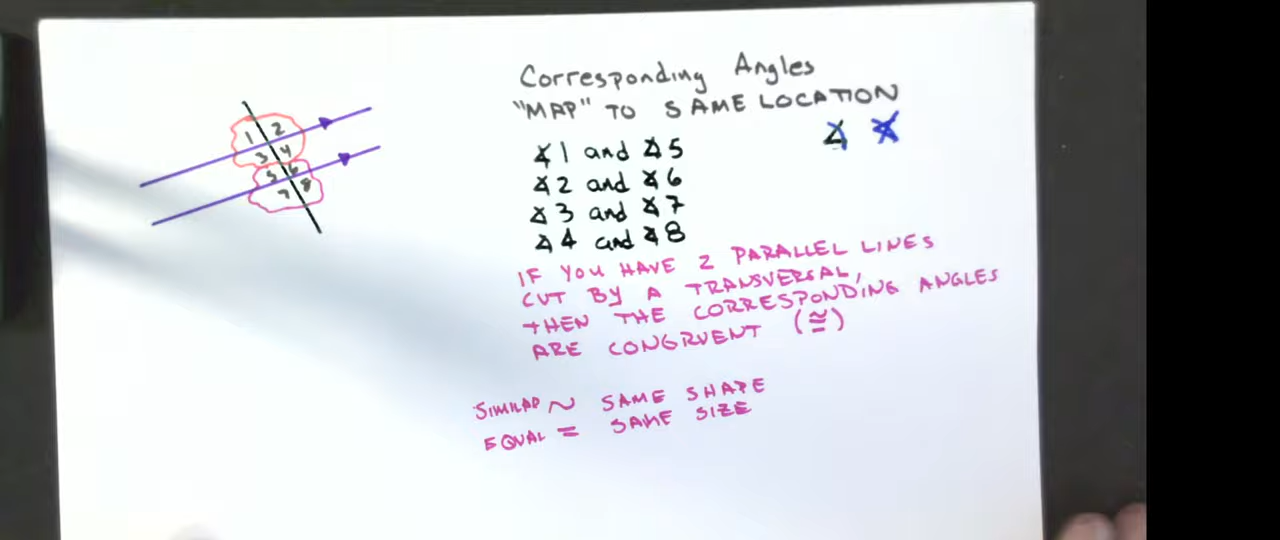 Corresponding Angles
"MAP" TO SAME LOCATION
∡1 and ∡5
∡2 and ∡6
∡3 and ∡7
∡4 and ∡8
∡ ∡
IF YOU HAVE 2 PARALLEL LINES
CUT BY A TRANSVERSAL,
THEN THE CORRESPONDING ANGLES
ARE CONGRUENT (≅)
SIMILAR ~ SAME SHAPE
EQUAL = SAME SIZE
1 2
3 4
5 6
7 8